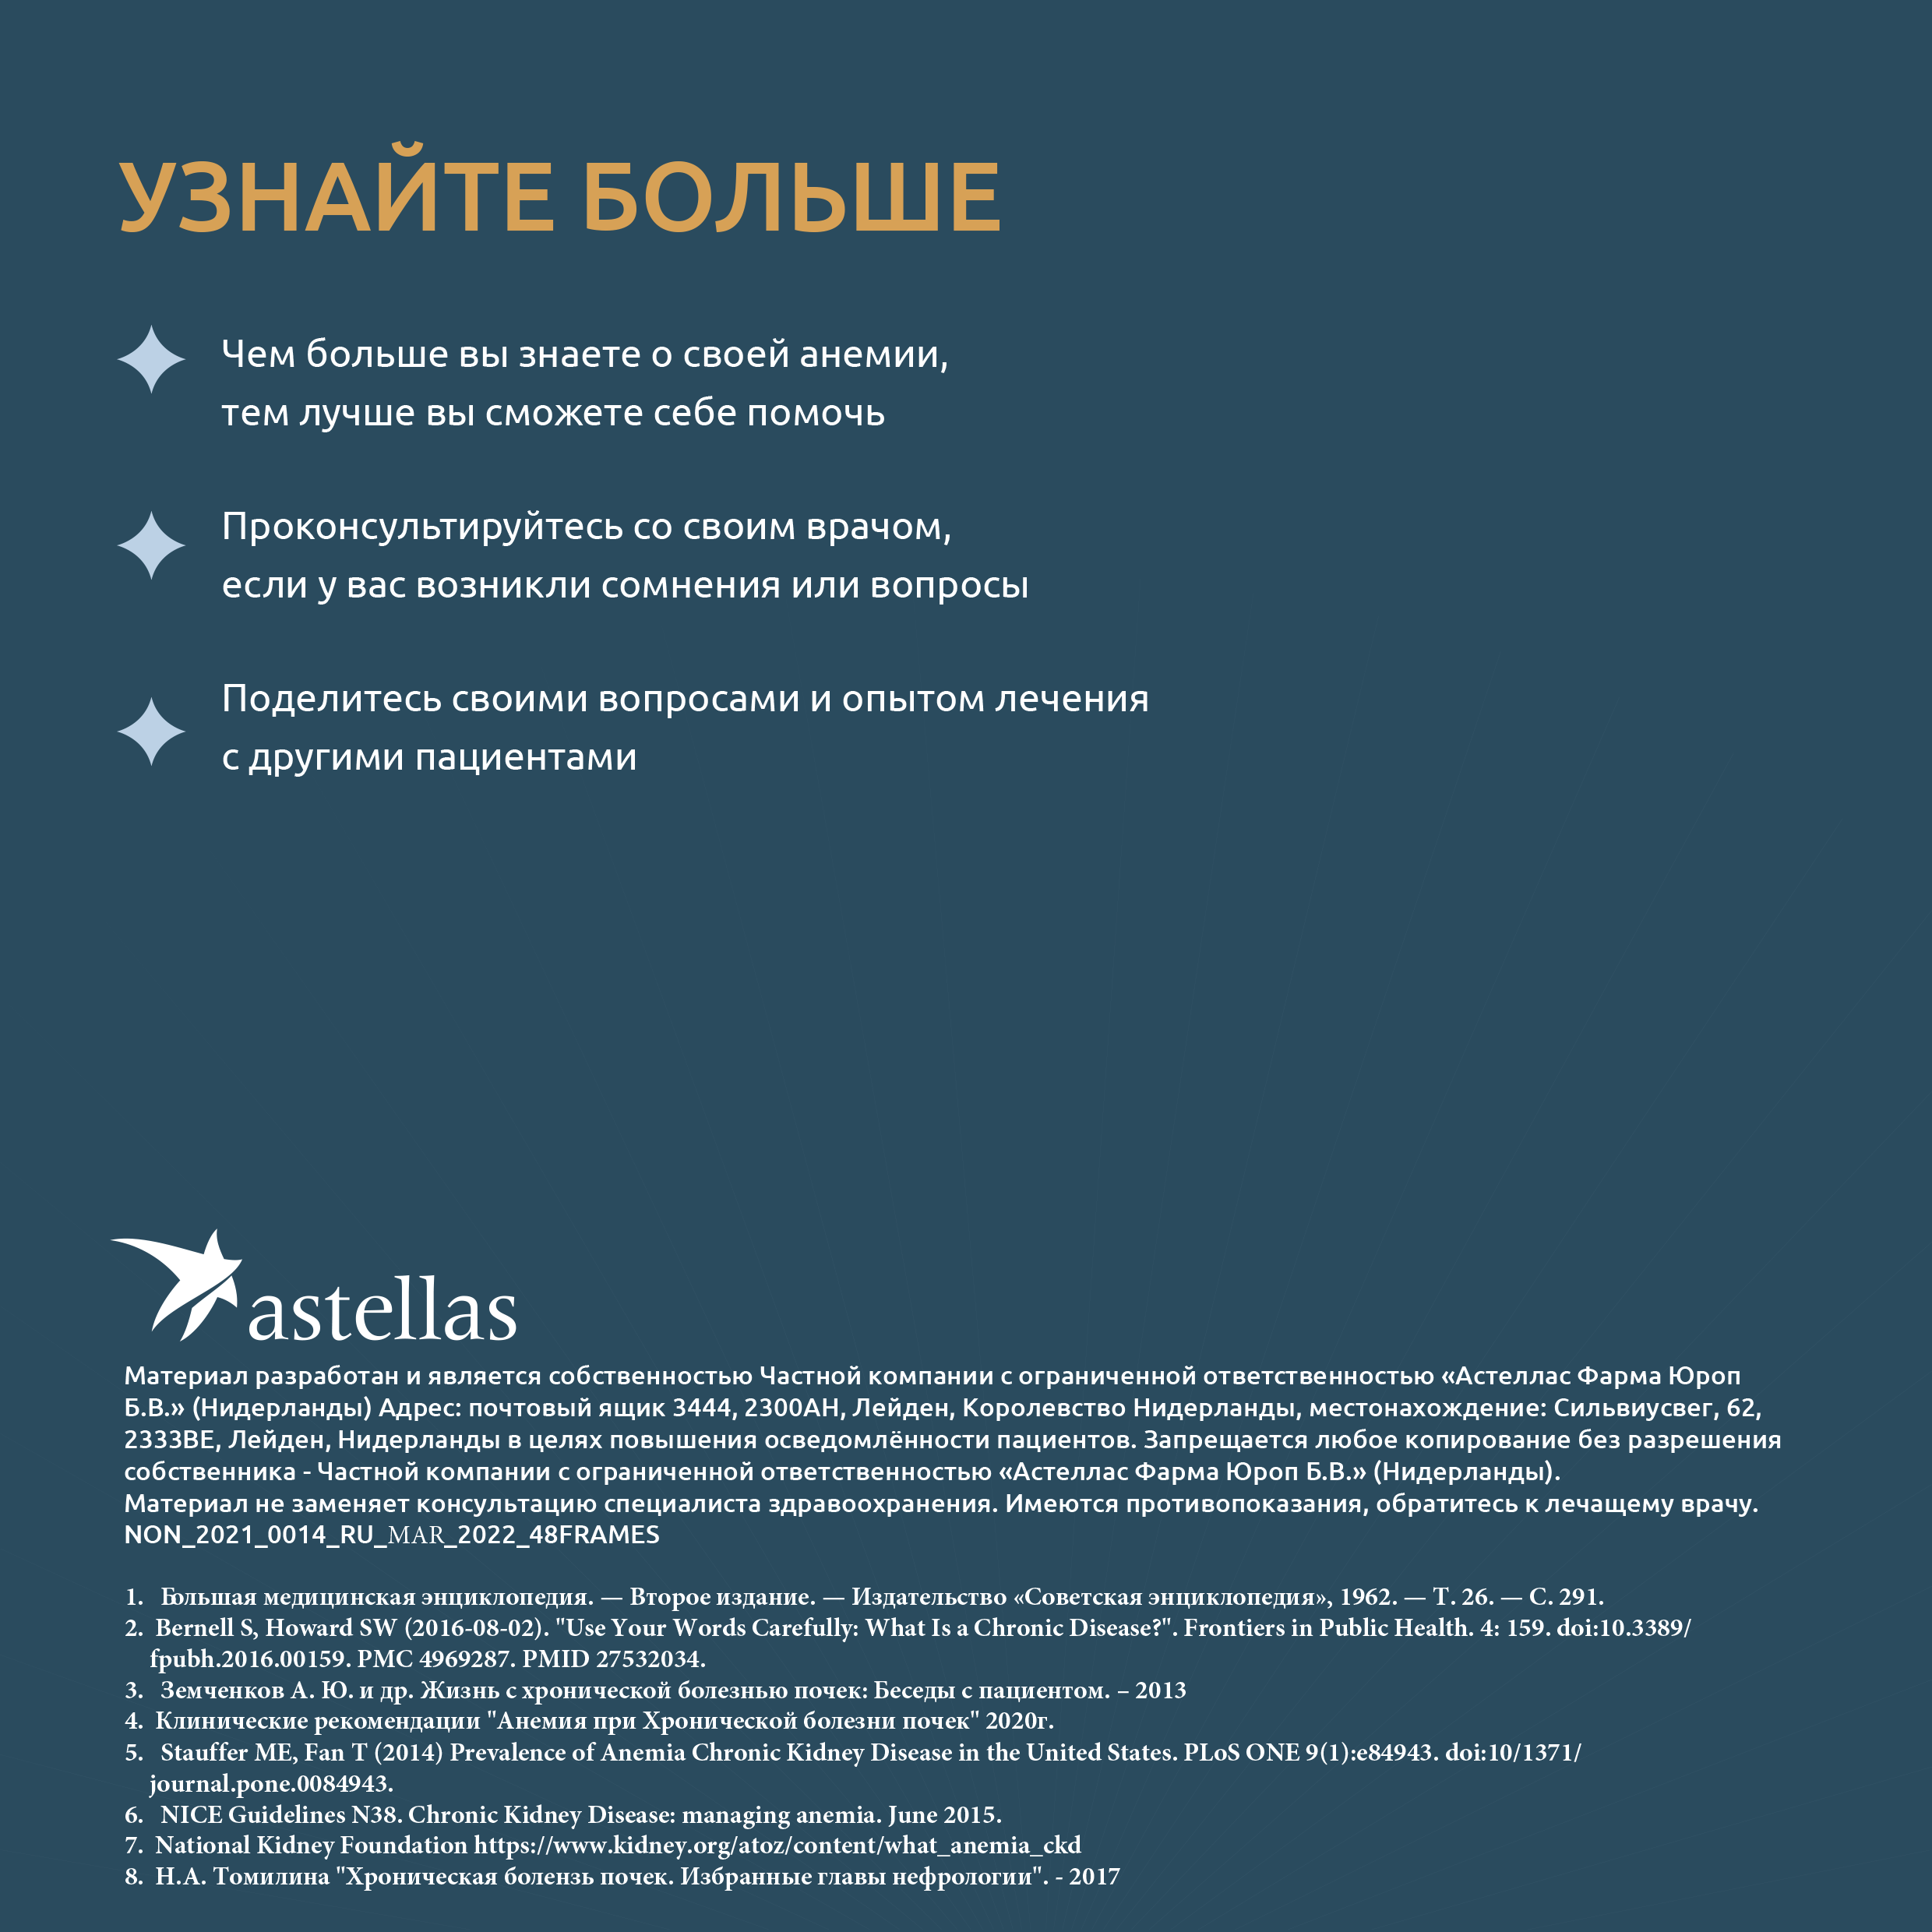 УЗНАЙТЕ БОЛЬШЕ
Чем больше вы знаете о своей анемии,
тем лучше вы сможете себе помочь
Проконсультируйтесь со своим врачом,
если у вас возникли сомнения или вопросы
Поделитесь своими вопросами и опытом лечения
с другими пациентами
astellas
Материал разработан и является собственностью Частной компании с ограниченной ответственностью «Астеллас Фарма Юроп
Б.В.» (Нидерланды) Адрес: почтовый ящик 3444, 2300AH, Лейден, Королевство Нидерланды, местонахождение: Сильвиусвег, 62,
2333BE, Лейден, Нидерланды в целях повышения осведомлённости пациентов. Запрещается любое копирование без разрешения
собственника - Частной компании с ограниченной ответственностью «Астеллас Фарма Юроп Б.В.» (Нидерланды).
Материал не заменяет консультацию специалиста здравоохранения. Имеются противопоказания, обратитесь к лечащему врачу.
NON_2021_0014_RU_MAR_2022_48FRAMES
1. Большая медицинская энциклопедия. — Второе издание. — Издательство «Советская энциклопедия», 1962. — Т. 26. — С. 291.
2. Bernell S, Howard SW (2016-08-02). "Use Your Words Carefully: What Is a Chronic Disease?". Frontiers in Public Health. 4: 159. doi:10.3389/
fpubh.2016.00159. PMC 4969287. PMID 27532034.
3. Земченков А. Ю. и др. Жизнь с хронической болезнью почек: Беседы с пациентом. – 2013
4. Клинические рекомендации "Анемия при Хронической болезни почек" 2020г.
5. Stauffer ME, Fan T (2014) Prevalence of Anemia Chronic Kidney Disease in the United States. PLoS ONE 9(1):e84943. doi:10/1371/
journal.pone.0084943.
6. NICE Guidelines N38. Chronic Kidney Disease: managing anemia. June 2015.
7. National Kidney Foundation https://www.kidney.org/atoz/content/what_anemia_ckd
8. Н.А. Томилина "Хроническая болензь почек. Избранные главы нефрологии". - 2017